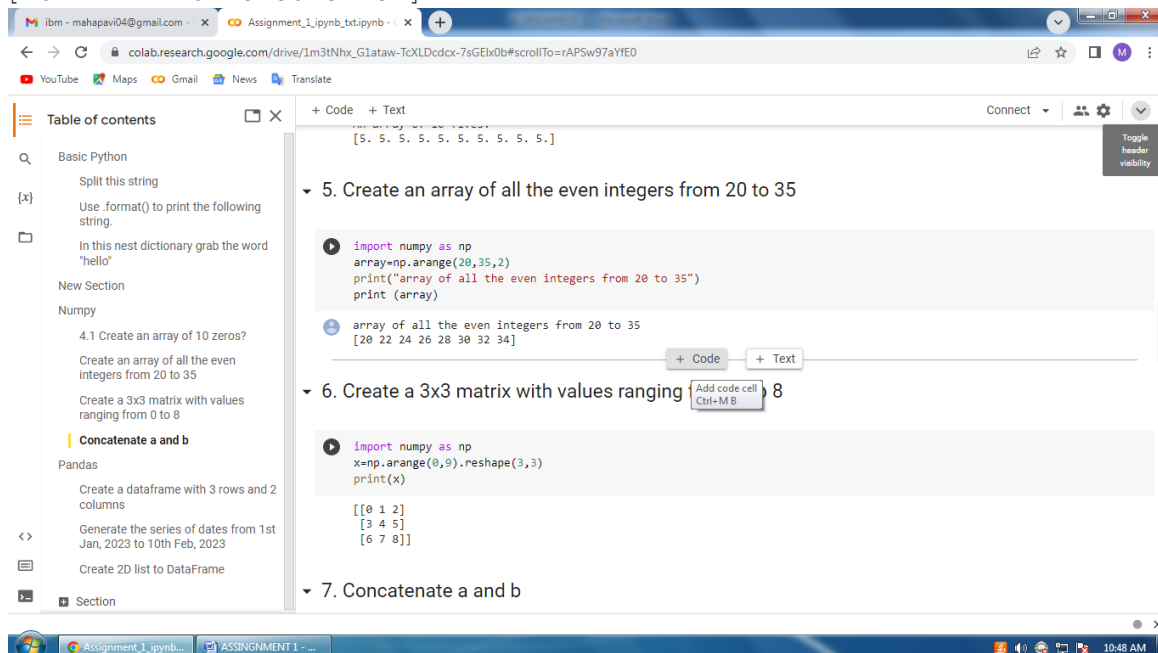 ibm - mahapavi04@gmail.com -
Assignment_1_ipynb_txt.ipynb -
colab.research.google.com/drive/1m3tNhx_G1ataw-TcXLDcdcx-7sGEIx0b#scrollTo=rAPSw97aYfE0
M
YouTube Maps Gmail News Translate
Table of contents
+ Code + Text
Connect
Toggle
header
visibility
Basic Python
Split this string
Use .format() to print the following
string.
In this nest dictionary grab the word
"hello"
New Section
Numpy
4.1 Create an array of 10 zeros?
Create an array of all the even
integers from 20 to 35
Create a 3x3 matrix with values
ranging from 0 to 8
Concatenate a and b
Pandas
Create a dataframe with 3 rows and 2
columns
Generate the series of dates from 1st
Jan, 2023 to 10th Feb, 2023
Create 2D list to DataFrame
Section
{x}
<>
[5. 5. 5. 5. 5. 5. 5. 5. 5. 5.]
5. Create an array of all the even integers from 20 to 35
import numpy as np
array=np.arange(20,35,2)
print("array of all the even integers from 20 to 35")
print (array)
array of all the even integers from 20 to 35
[20 22 24 26 28 30 32 34]
+ Code + Text
Add code cell
Ctrl+M B
6. Create a 3x3 matrix with values ranging 8
import numpy as np
x=np.arange(0,9).reshape(3,3)
print(x)
[[0 1 2]
[3 4 5]
[6 7 8]]
7. Concatenate a and b
Assignment_1_ipynb...
ASSINGNMENT 1 - ...
10:48 AM